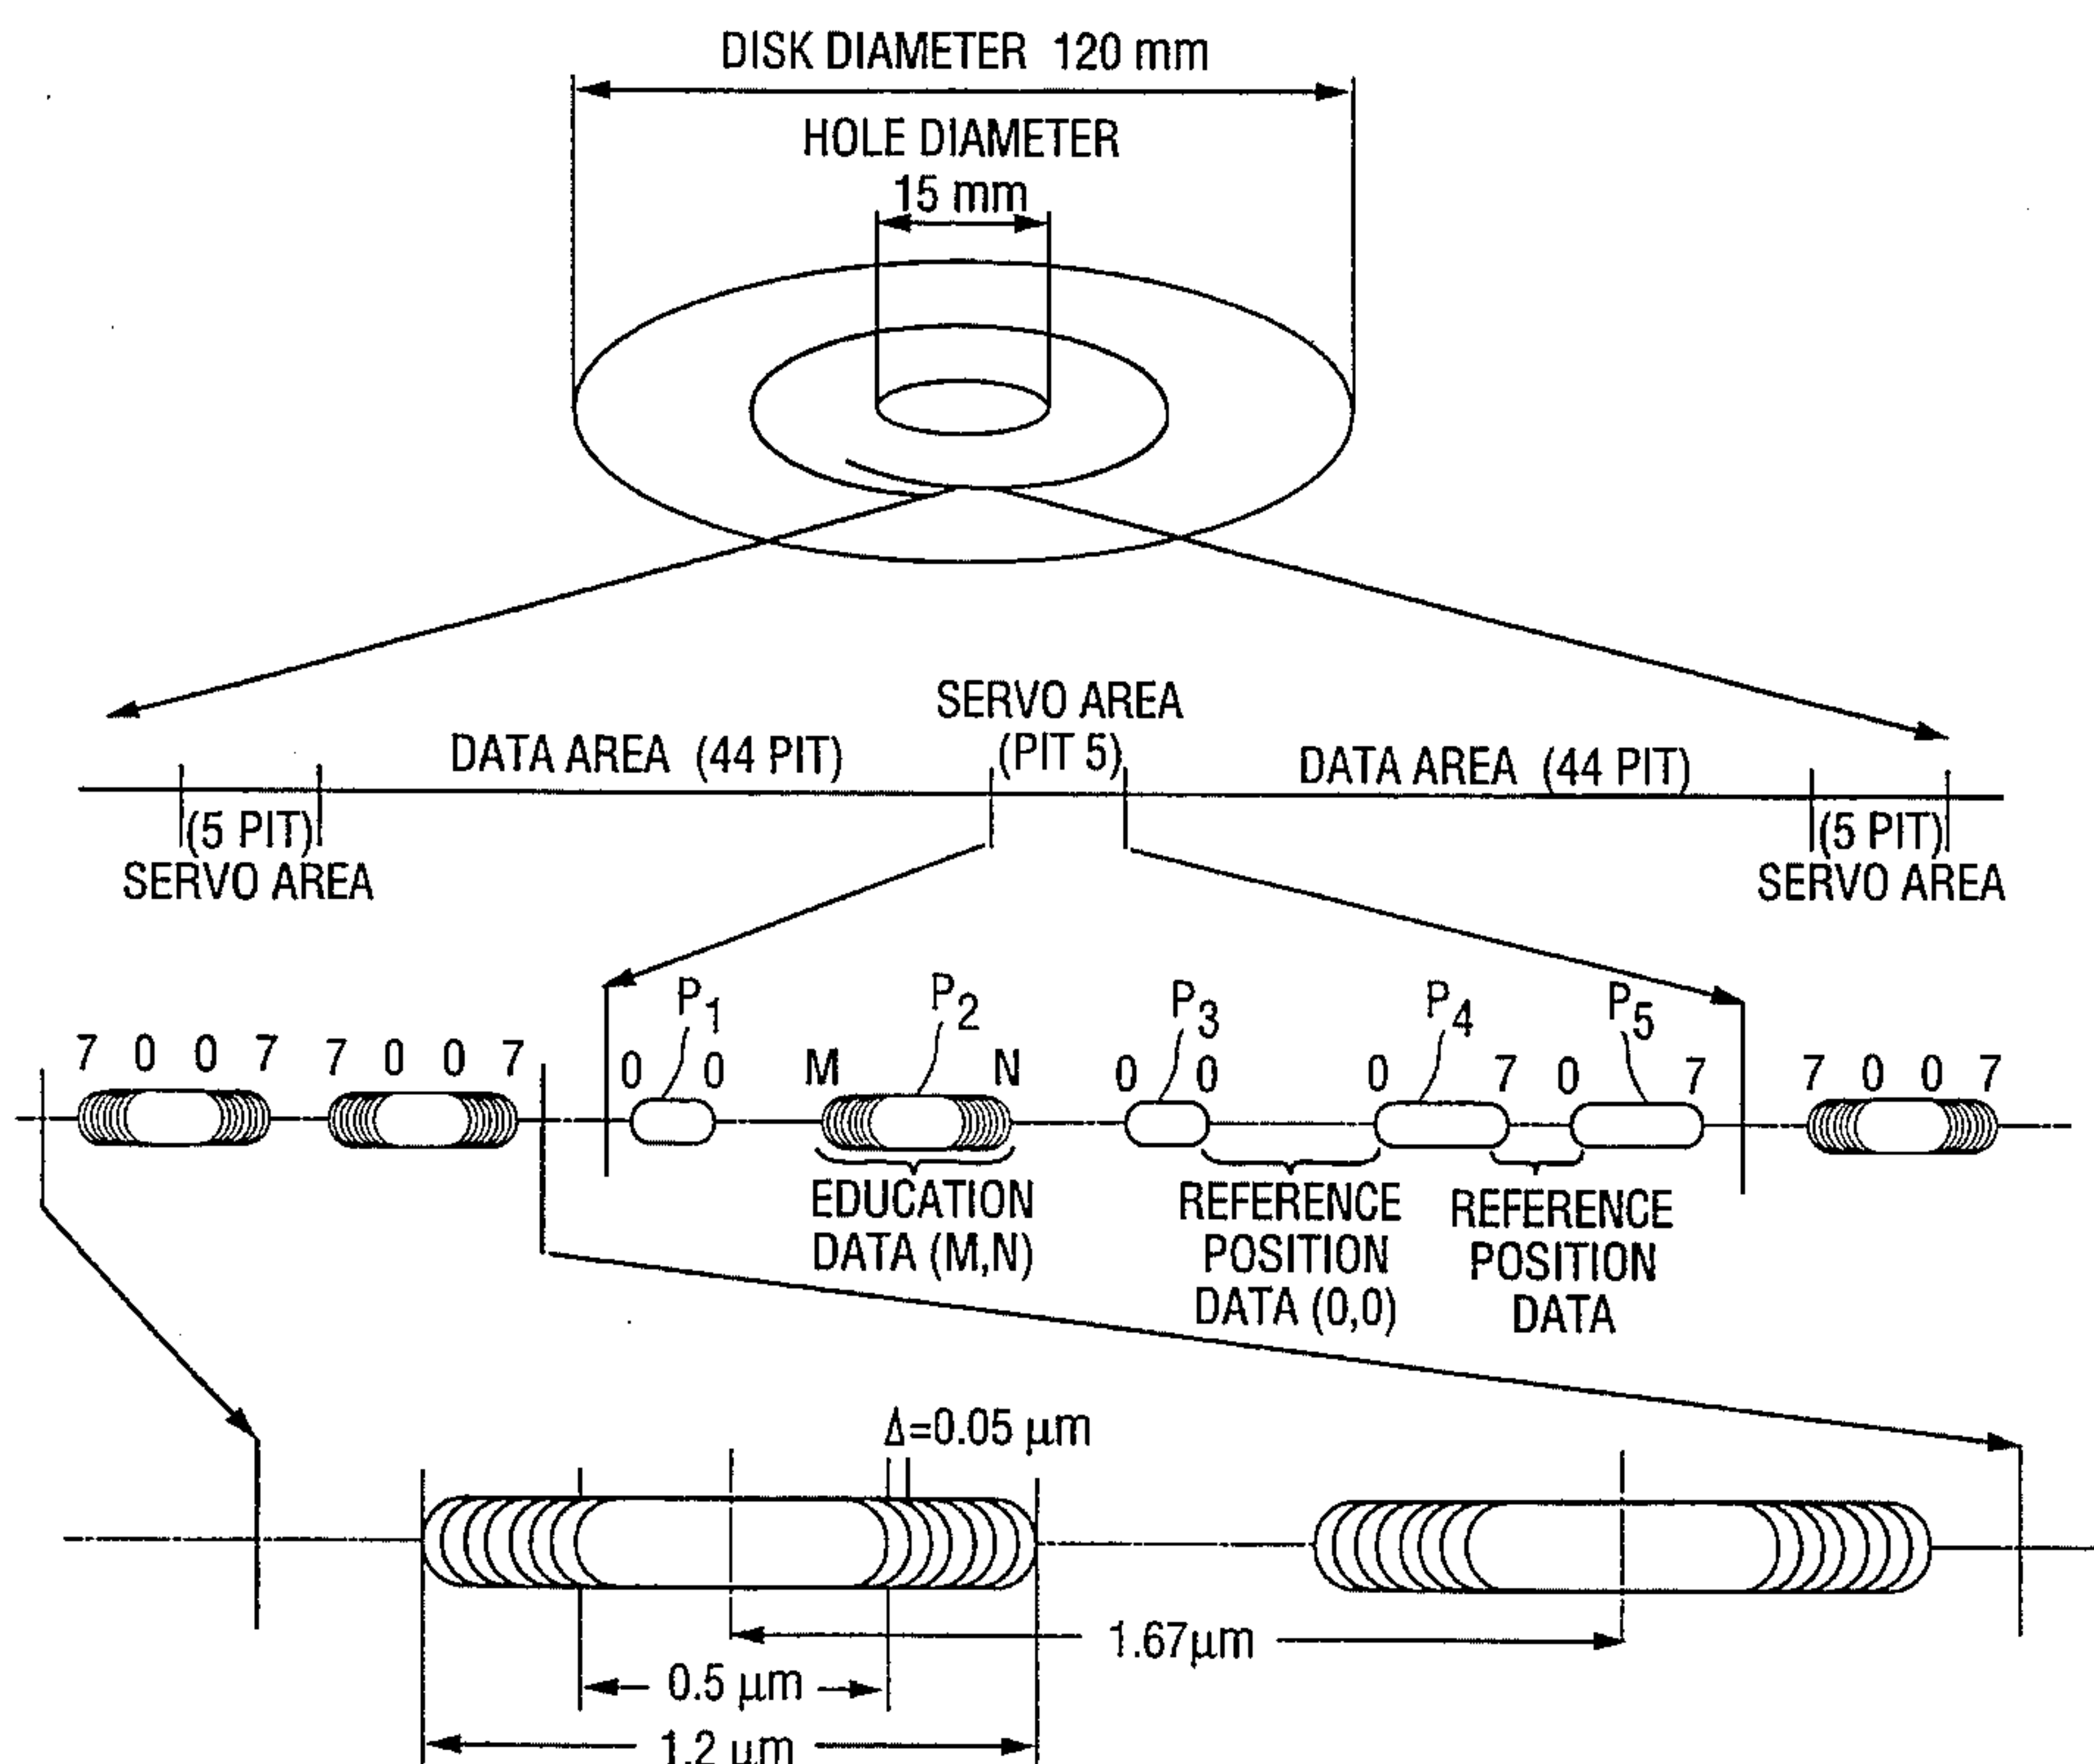 DISK DIAMETER 120 mm
HOLE DIAMETER
15 mm
SERVO AREA
(PIT 5)
DATA AREA (44 PIT)
DATA AREA (44 PIT)
(5 PIT)
SERVO AREA
(5 PIT)
SERVO AREA
P1 P2 P3 P4 P5
7 0 0 7 7 0 0 7 0 0 M N 0 0 0 7 0 7 7 0 0 7
EDUCATION
DATA (M,N)
REFERENCE
POSITION
DATA (0,0)
REFERENCE
POSITION
DATA
Δ=0.05 μm
1.67μm
0.5 μm
1.2 μm